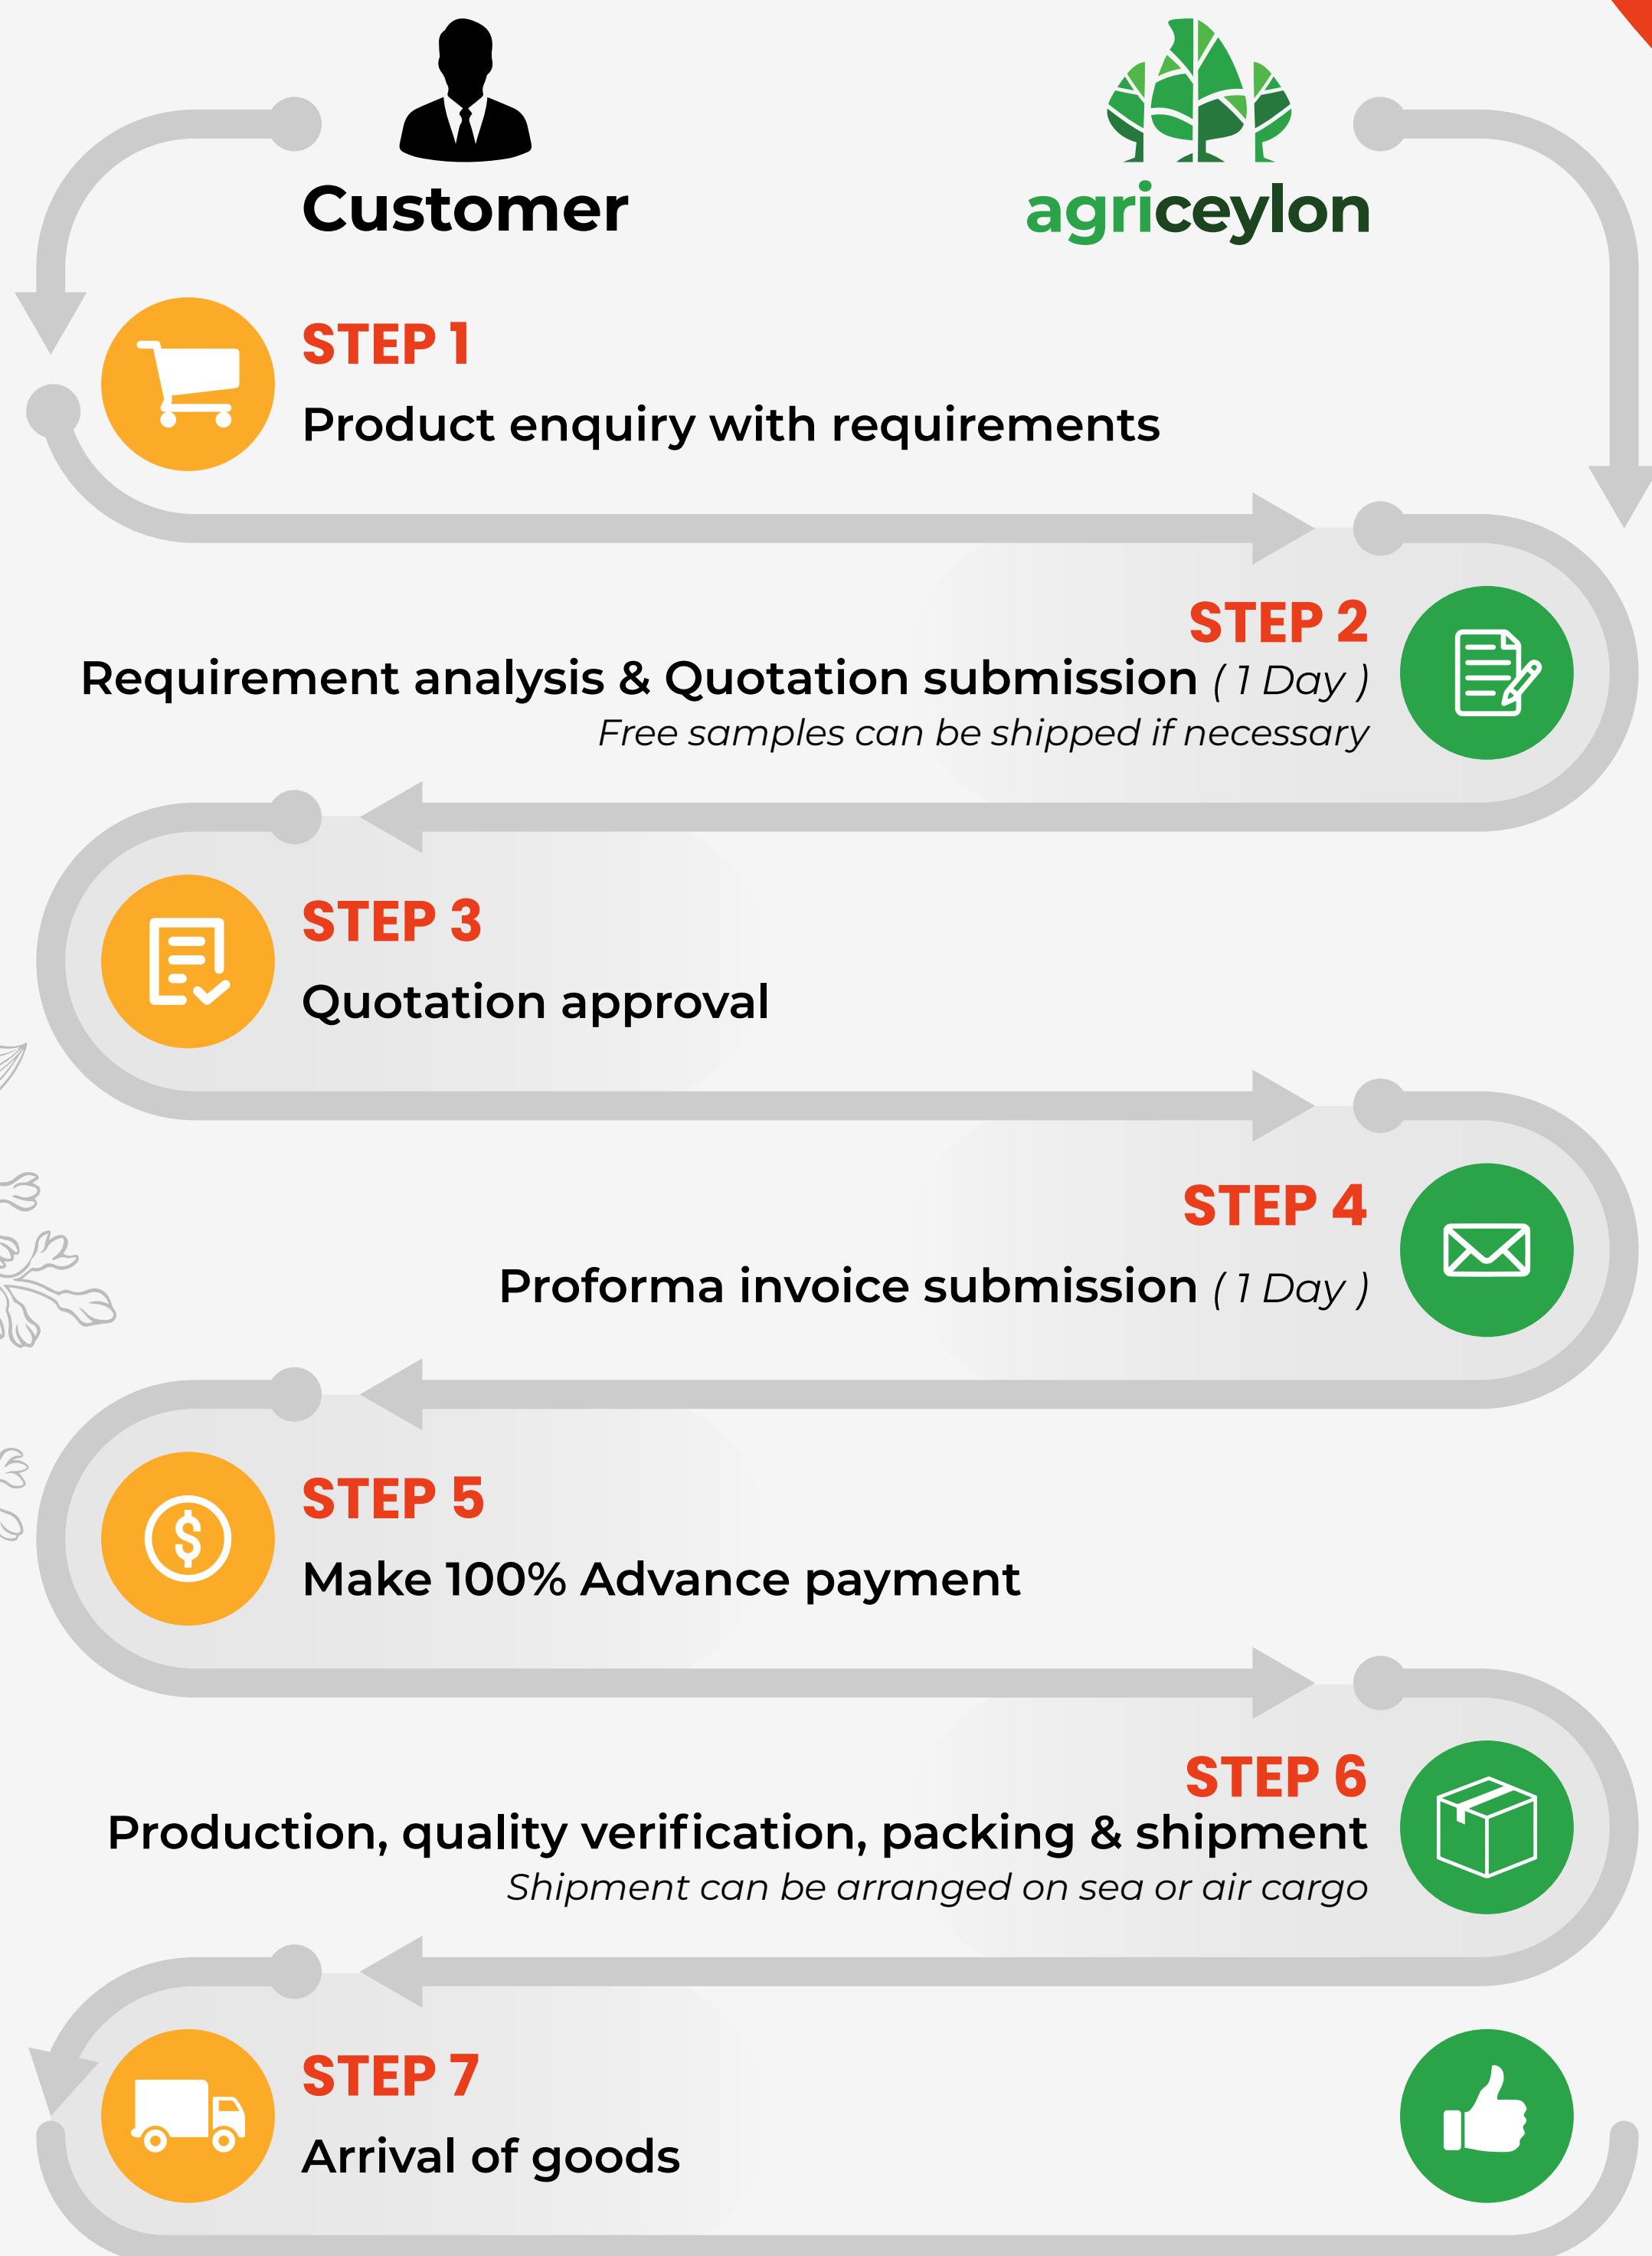 Customer
agriceylon
STEP 1
Product enquiry with requirements
STEP 2
Requirement analysis & Quotation submission ( 1 Day )
Free samples can be shipped if necessary
STEP 3
Quotation approval
STEP 4
Proforma invoice submission ( 1 Day )
STEP 5
Make 100% Advance payment
STEP 6
Production, quality verification, packing & shipment
Shipment can be arranged on sea or air cargo
STEP 7
Arrival of goods